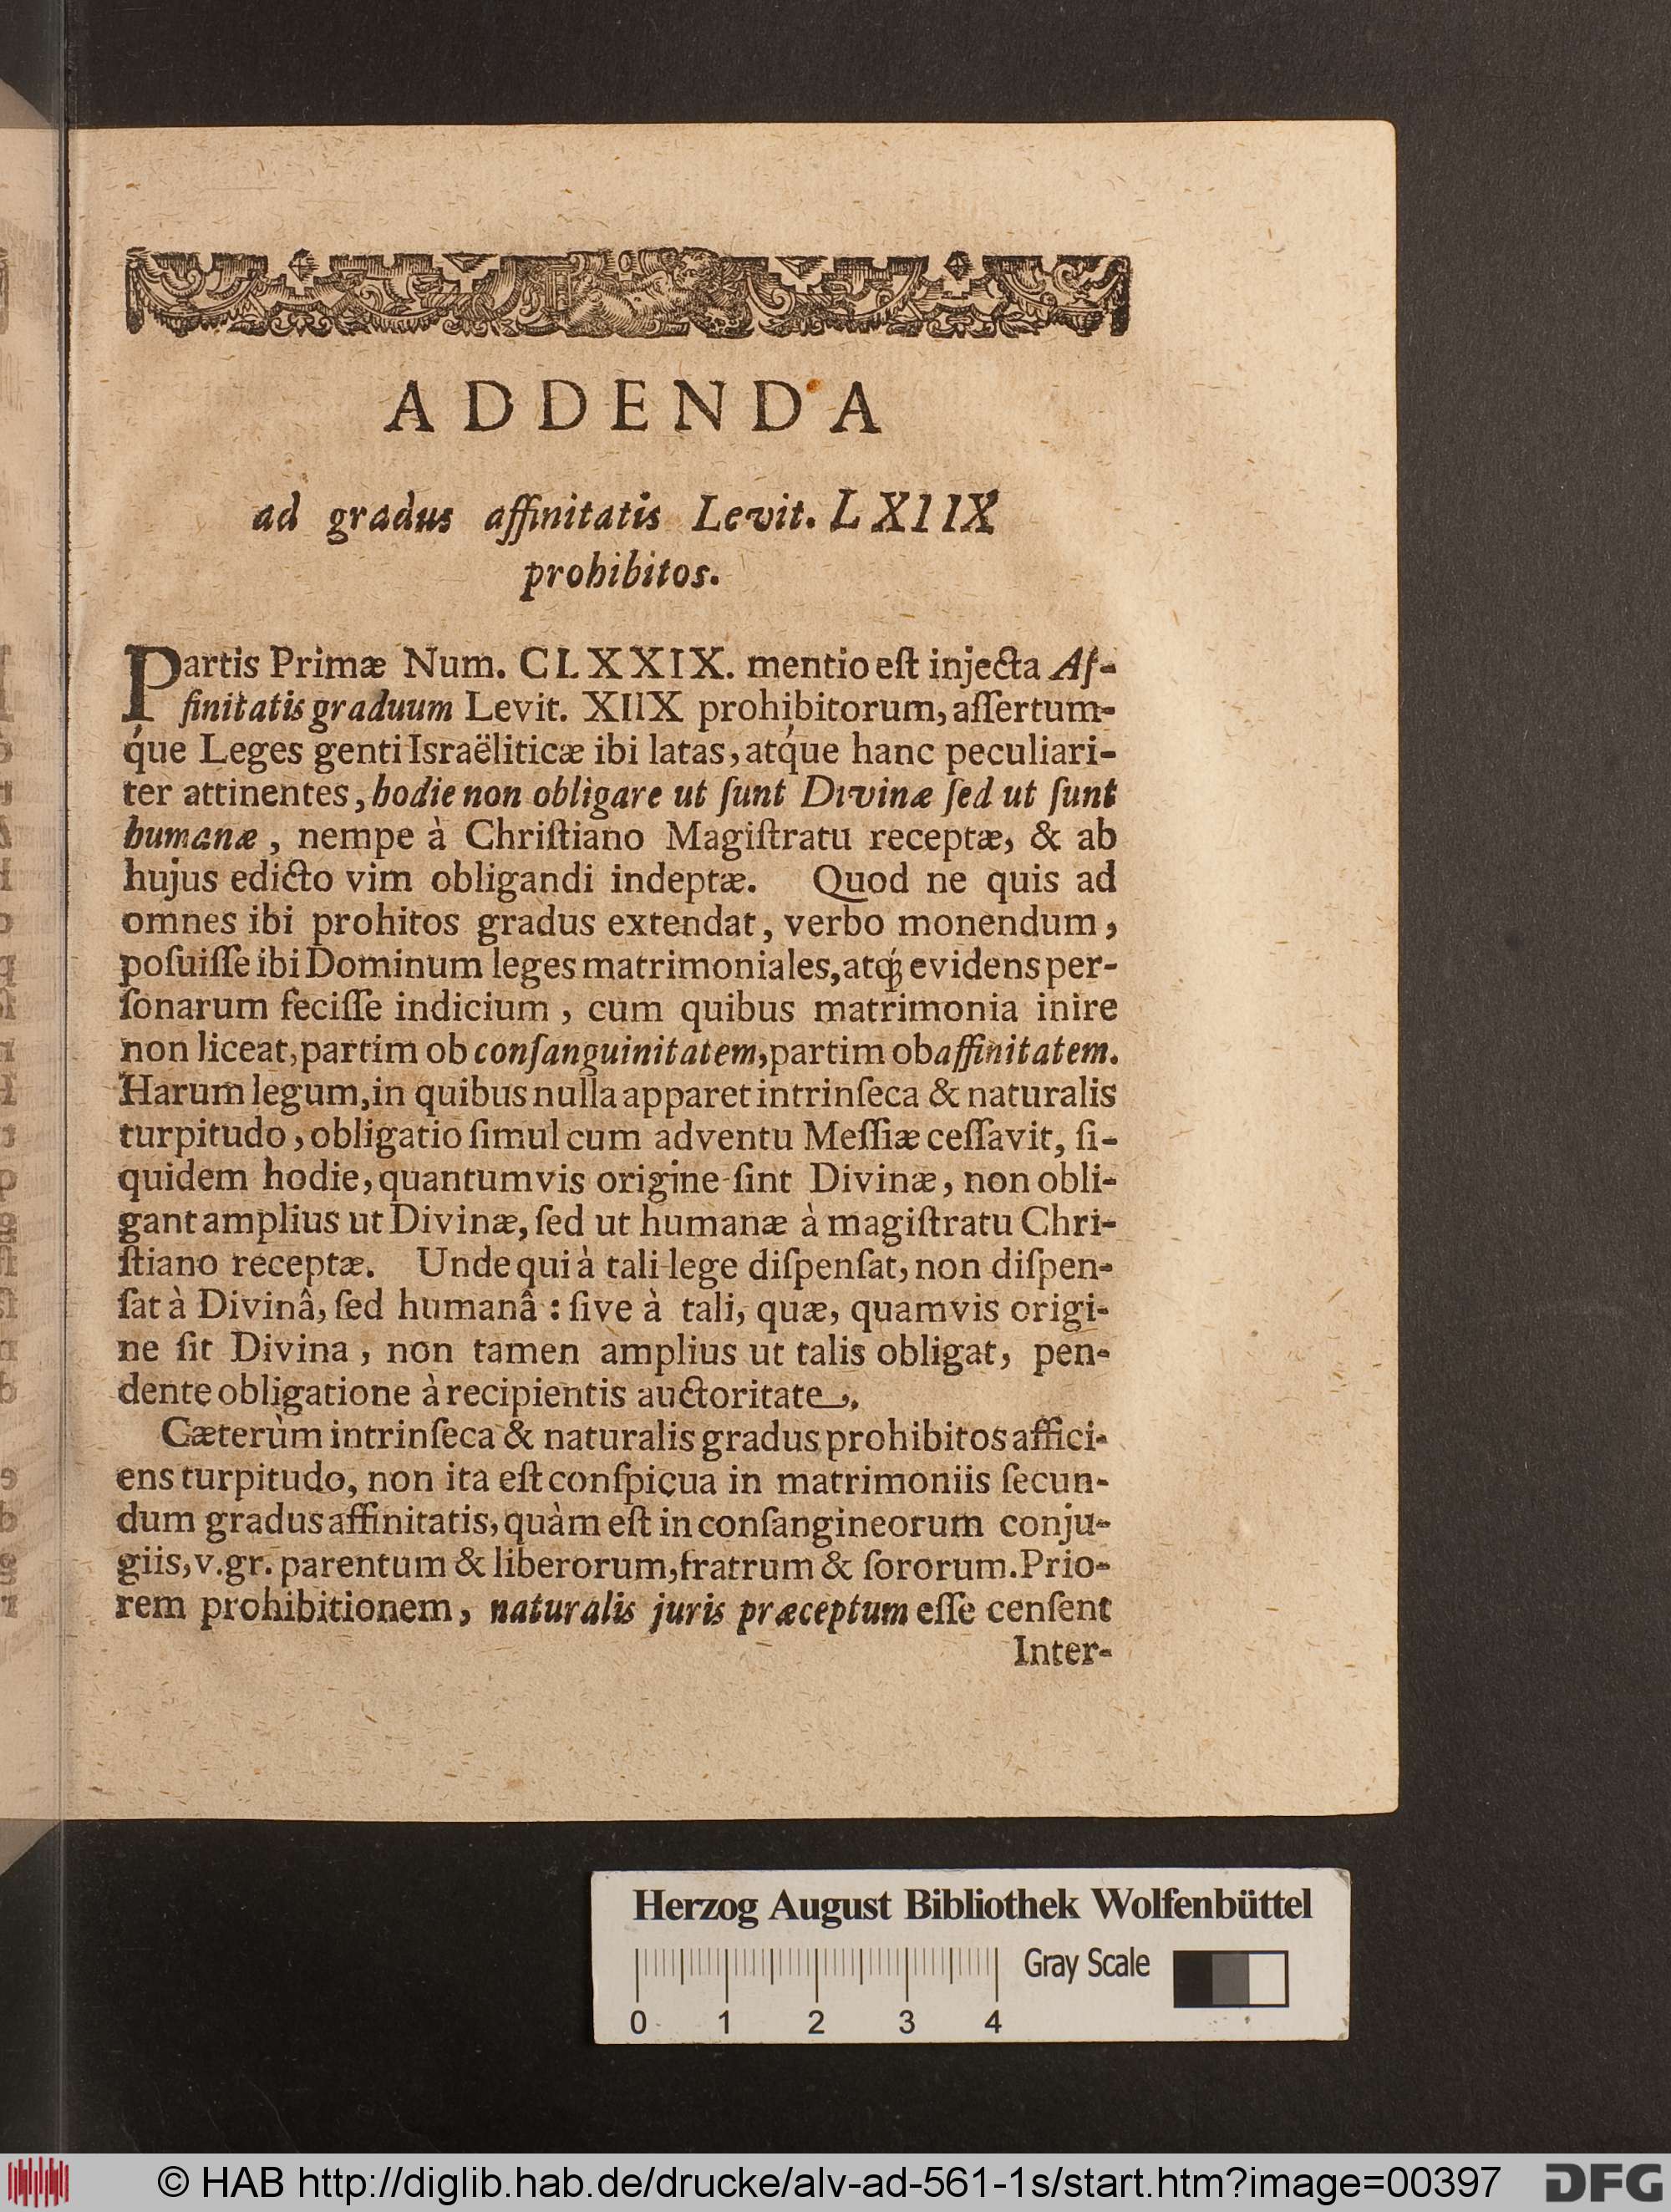 ADDENDA
ad gradus affinitatis Levit. LXIIX
prohibitos.
Partis Primæ Num. CLXXIX. mentio eſt injecta Af-
finitatis graduum Levit. XIIX prohibitorum, aſſertum-
q́ue Leges genti Israëliticæ ibi latas, atq́ue hanc peculiari-
ter attinentes, hodie non obligare ut ſunt Divinæ ſed ut ſunt
humanæ, nempe à Chriſtiano Magiſtratu receptæ, & ab
hujus edicto vim obligandi indeptæ. Quod ne quis ad
omnes ibi prohitos gradus extendat, verbo monendum,
poſuiſſe ibi Dominum leges matrimoniales, atq́; evidens per-
ſonarum feciſſe indicium, cum quibus matrimonia inire
non liceat, partim ob conſanguinitatem, partim ob affinitatem.
Harum legum, in quibus nulla apparet intrinſeca & naturalis
turpitudo, obligatio ſimul cum adventu Meſſiæ ceſſavit, ſi-
quidem hodie, quantumvis origine ſint Divinæ, non obli-
gant amplius ut Divinæ, ſed ut humanæ à magiſtratu Chri-
ſtiano receptæ. Unde qui à tali lege diſpenſat, non diſpen-
ſat à Divinâ, ſed humanâ: ſive à tali, quæ, quamvis origi-
ne ſit Divina, non tamen amplius ut talis obligat, pen-
dente obligatione à recipientis auctoritate.
Cæterùm intrinſeca & naturalis gradus prohibitos affici-
ens turpitudo, non ita eſt conſpicua in matrimoniis ſecun-
dum gradus affinitatis, quàm eſt in conſangineorum conju-
giis, v. gr. parentum & liberorum, fratrum & ſororum. Prio-
rem prohibitionem, naturalis juris præceptum eſſe cenſent
Inter-
Herzog August Bibliothek Wolfenbüttel
Gray Scale
0 1 2 3 4
© HAB http://diglib.hab.de/drucke/alv-ad-561-1s/start.htm?image=00397
DFG